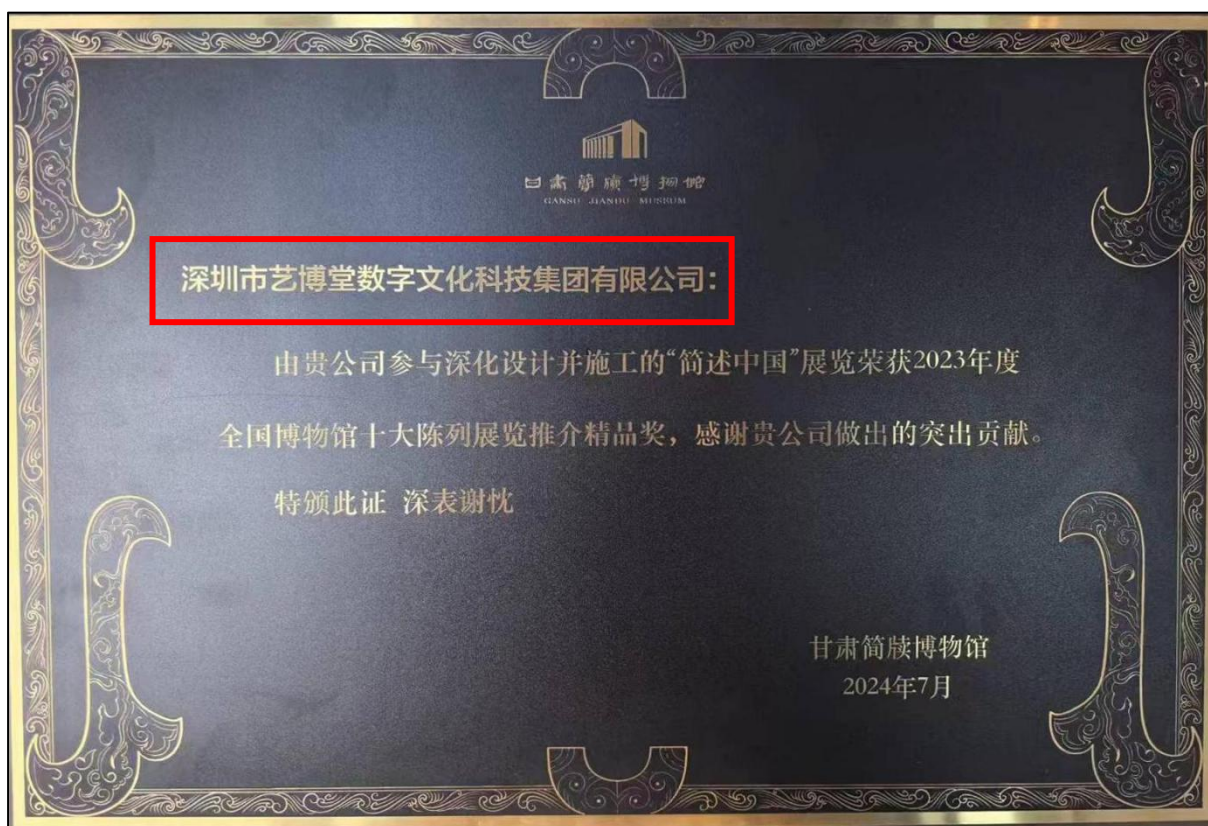 甘肃简牍博物馆
GANSU JIANDU MUSEUM
深圳市艺博堂数字文化科技集团有限公司：
由贵公司参与深化设计并施工的“简述中国”展览荣获2023年度
全国博物馆十大陈列展览推介精品奖，感谢贵公司做出的突出贡献。
特颁此证 深表谢忱
甘肃简牍博物馆
2024年7月